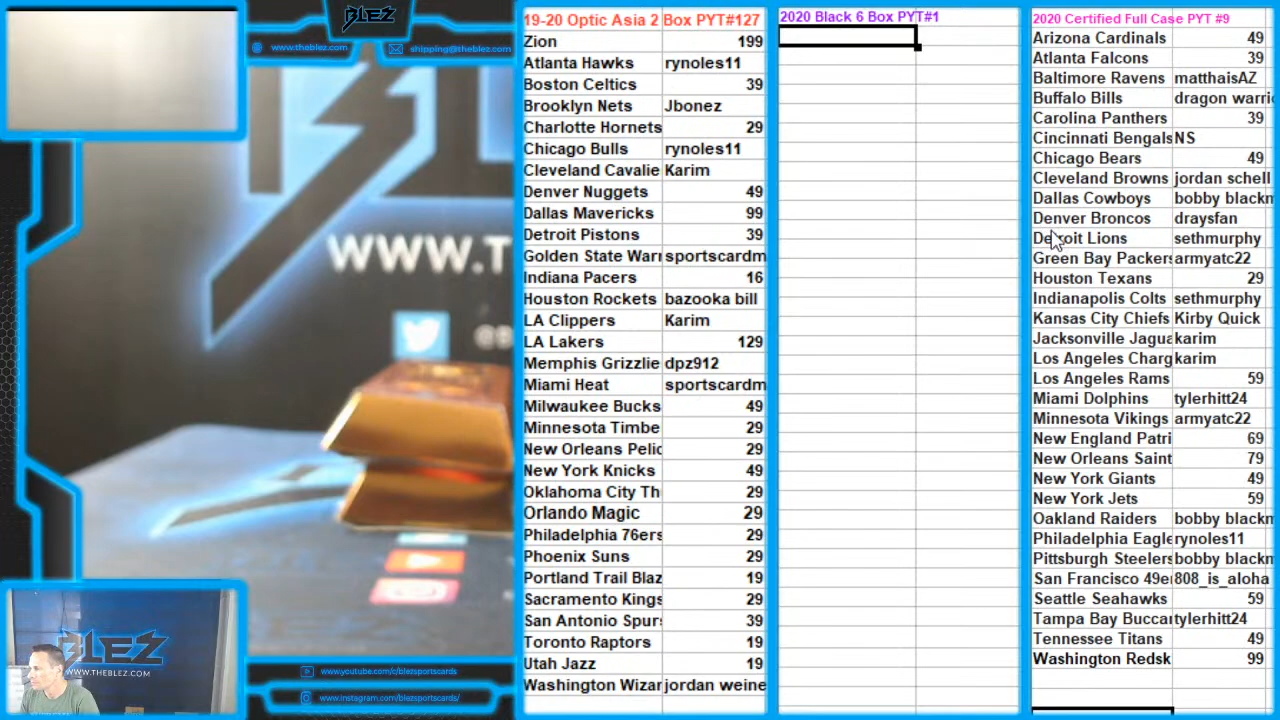 BLEZ
www.theblez.com
shipping@theblez.com
WWW.T
BLEZ
WWW.THEBLEZ.COM
www.youtube.com/c/blezsportscards
www.instagram.com/blezsportscards/
19-20 Optic Asia 2 Box PYT#127
Zion 199
Atlanta Hawks rynoles11
Boston Celtics 39
Brooklyn Nets Jbonez
Charlotte Hornets 29
Chicago Bulls rynoles11
Cleveland Cavalie Karim
Denver Nuggets 49
Dallas Mavericks 99
Detroit Pistons 39
Golden State Warr sportscardm
Indiana Pacers 16
Houston Rockets bazooka bill
LA Clippers Karim
LA Lakers 129
Memphis Grizzlie dpz912
Miami Heat sportscardm
Milwaukee Bucks 49
Minnesota Timbe 29
New Orleans Pelic 29
New York Knicks 49
Oklahoma City Th 29
Orlando Magic 29
Philadelphia 76ers 29
Phoenix Suns 29
Portland Trail Blaz 19
Sacramento Kings 29
San Antonio Spurs 39
Toronto Raptors 19
Utah Jazz 19
Washington Wizar jordan weine
2020 Black 6 Box PYT#1
2020 Certified Full Case PYT #9
Arizona Cardinals 49
Atlanta Falcons 39
Baltimore Ravens matthaisAZ
Buffalo Bills dragon warri
Carolina Panthers 39
Cincinnati Bengals NS
Chicago Bears 49
Cleveland Browns jordan schell
Dallas Cowboys bobby blackn
Denver Broncos draysfan
Detroit Lions sethmurphy
Green Bay Packers armyatc22
Houston Texans 29
Indianapolis Colts sethmurphy
Kansas City Chiefs Kirby Quick
Jacksonville Jagua karim
Los Angeles Charg karim
Los Angeles Rams 59
Miami Dolphins tylerhitt24
Minnesota Vikings armyatc22
New England Patri 69
New Orleans Saint 79
New York Giants 49
New York Jets 59
Oakland Raiders bobby blackn
Philadelphia Eagle rynoles11
Pittsburgh Steelers bobby blackn
San Francisco 49er 808_is_aloha
Seattle Seahawks 59
Tampa Bay Buccan tylerhitt24
Tennessee Titans 49
Washington Redsk 99